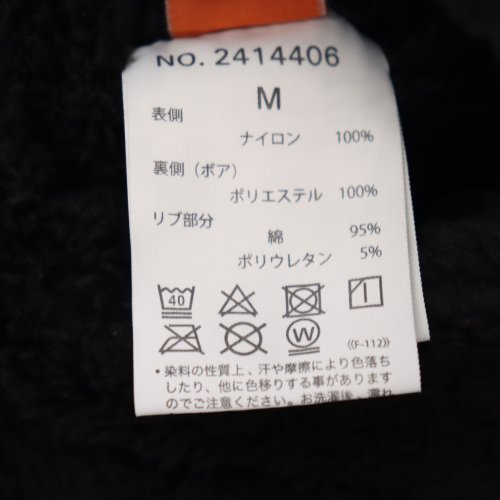 NO. 2414406
M
表側
ナイロン 100%
裏側（ボア）
ポリエステル 100%
リブ部分
綿 95%
ポリウレタン 5%
40
W
《F-112》
・染料の性質上、汗や摩擦により色落ち
したり、他に色移りする事があります
のでご注意ください。お洗濯後、濡れ